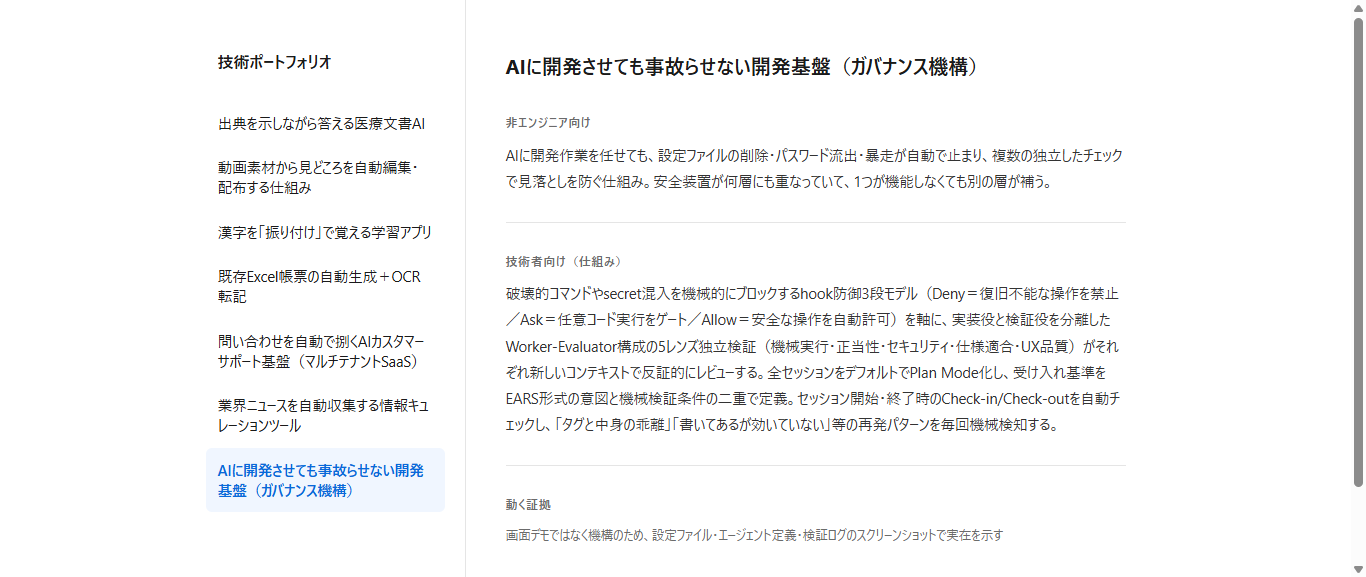 技術ポートフォリオ
出典を示しながら答える医療文書AI
動画素材から見どころを自動編集・
配布する仕組み
漢字を「振り付け」で覚える学習アプリ
既存Excel帳票の自動生成＋OCR
転記
問い合わせを自動で捌くAIカスタマー
サポート基盤（マルチテナントSaaS）
業界ニュースを自動収集する情報キュ
レーションツール
AIに開発させても事故らせない開発
基盤（ガバナンス機構）
AIに開発させても事故らせない開発基盤（ガバナンス機構）
非エンジニア向け
AIに開発作業を任せても、設定ファイルの削除・パスワード流出・暴走が自動で止まり、複数の独立したチェック
で見落としを防ぐ仕組み。安全装置が何層にも重なっていて、1つが機能しなくても別の層が補う。
技術者向け（仕組み）
破壊的コマンドやsecret混入を機械的にブロックするhook防御3段モデル（Deny＝復旧不能な操作を禁止
／Ask＝任意コード実行をゲート／Allow＝安全な操作を自動許可）を軸に、実装役と検証役を分離した
Worker-Evaluator構成の5レンズ独立検証（機械実行・正当性・セキュリティ・仕様適合・UX品質）がそれ
ぞれ新しいコンテキストで反証的にレビューする。全セッションをデフォルトでPlan Mode化し、受け入れ基準を
EARS形式の意図と機械検証条件の二重で定義。セッション開始・終了時のCheck-in/Check-outを自動チ
ェックし、「タグと中身の乖離」「書いてあるが効いていない」等の再発パターンを毎回機械検知する。
動く証拠
画面デモではなく機構のため、設定ファイル・エージェント定義・検証ログのスクリーンショットで実在を示す